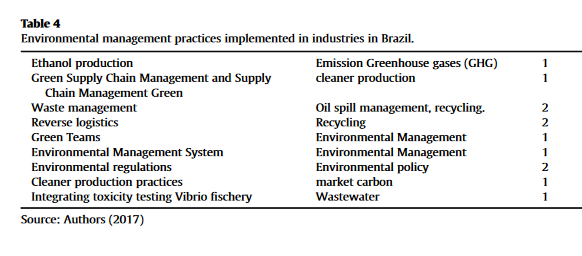 Table 4
Environmental management practices implemented in industries in Brazil.
Ethanol production Emission Greenhouse gases (GHG) 1
Green Supply Chain Management and Supply cleaner production 1
Chain Management Green
Waste management Oil spill management, recycling. 2
Reverse logistics Recycling 2
Green Teams Environmental Management 1
Environmental Management System Environmental Management 1
Environmental regulations Environmental policy 2
Cleaner production practices market carbon 1
Integrating toxicity testing Vibrio fischery Wastewater 1
Source: Authors (2017)